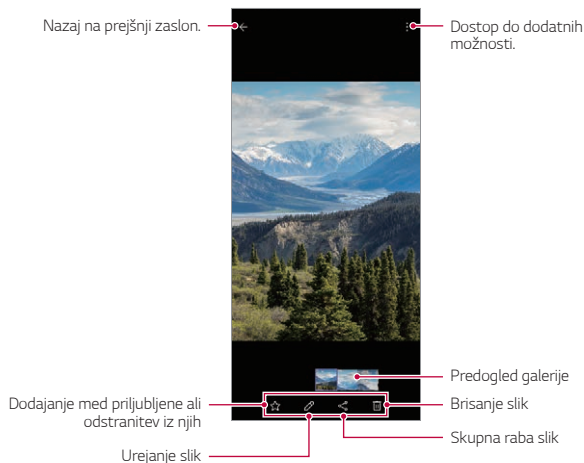 Nazaj na prejšnji zaslon.
Dostop do dodatnih
možnosti.
Predogled galerije
Dodajanje med priljubljene ali
odstranitev iz njih
Brisanje slik
Skupna raba slik
Urejanje slik